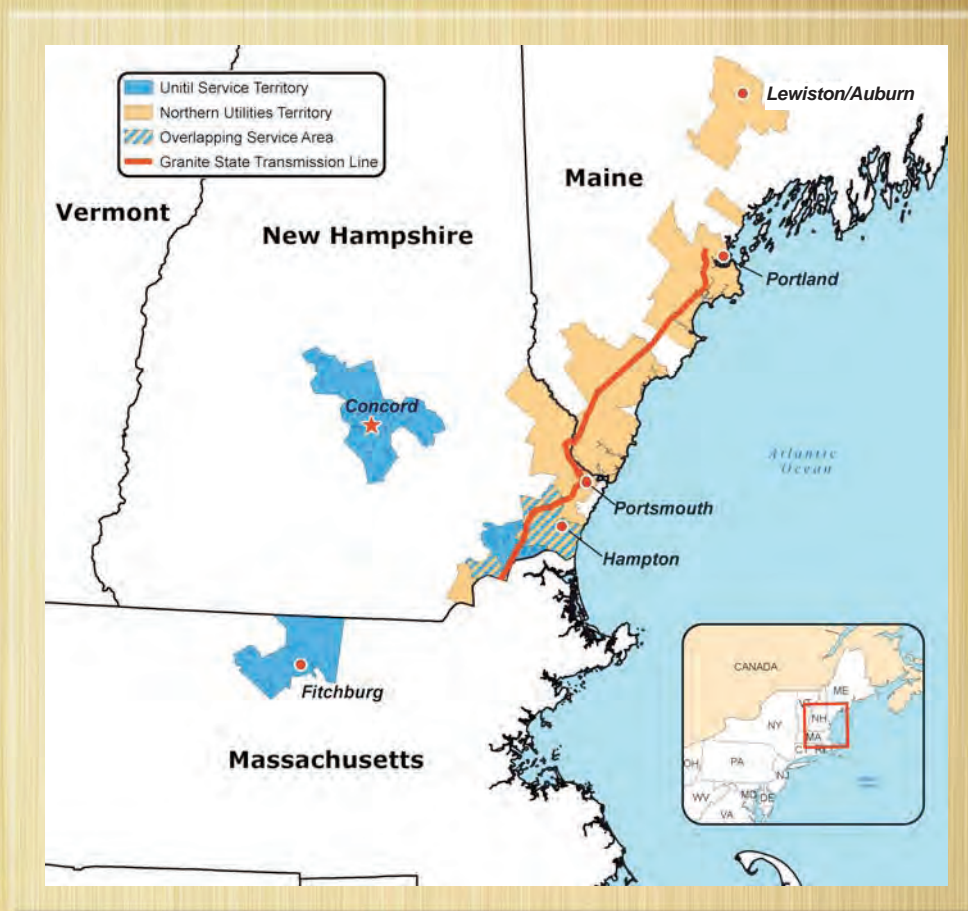 Unitil Service Territory
Northern Utilities Territory
Overlapping Service Area
Granite State Transmission Line
Lewiston/Auburn
Maine
Vermont
New Hampshire
Portland
Concord
Atlantic
Ocean
Portsmouth
Hampton
Fitchburg
Massachusetts
CANADA
ME
VT
NH
NY
MA
CT RI
PA
OH
NJ
MD DE
WV
VA